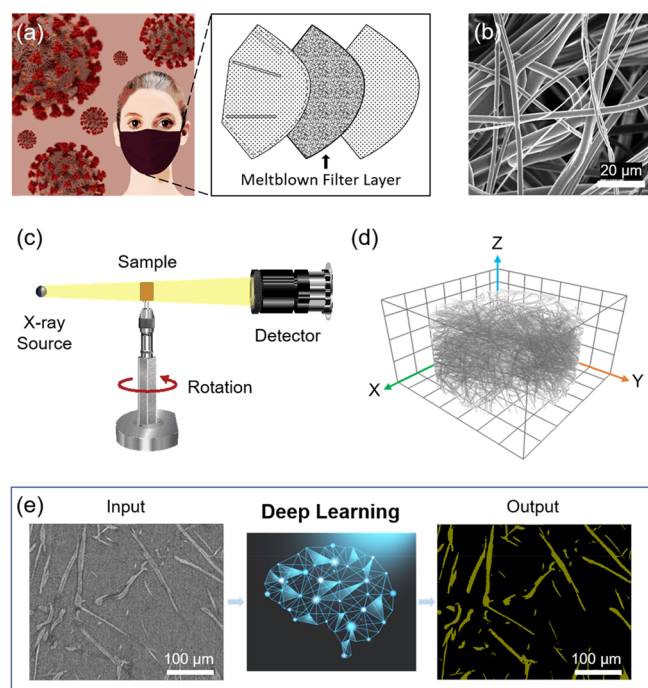 (a)
Meltblown Filter Layer
(b)
20 µm
(c)
Sample
X-ray
Source
Detector
Rotation
(d)
Z
X
Y
(e)
Input
Deep Learning
Output
100 µm
100 µm